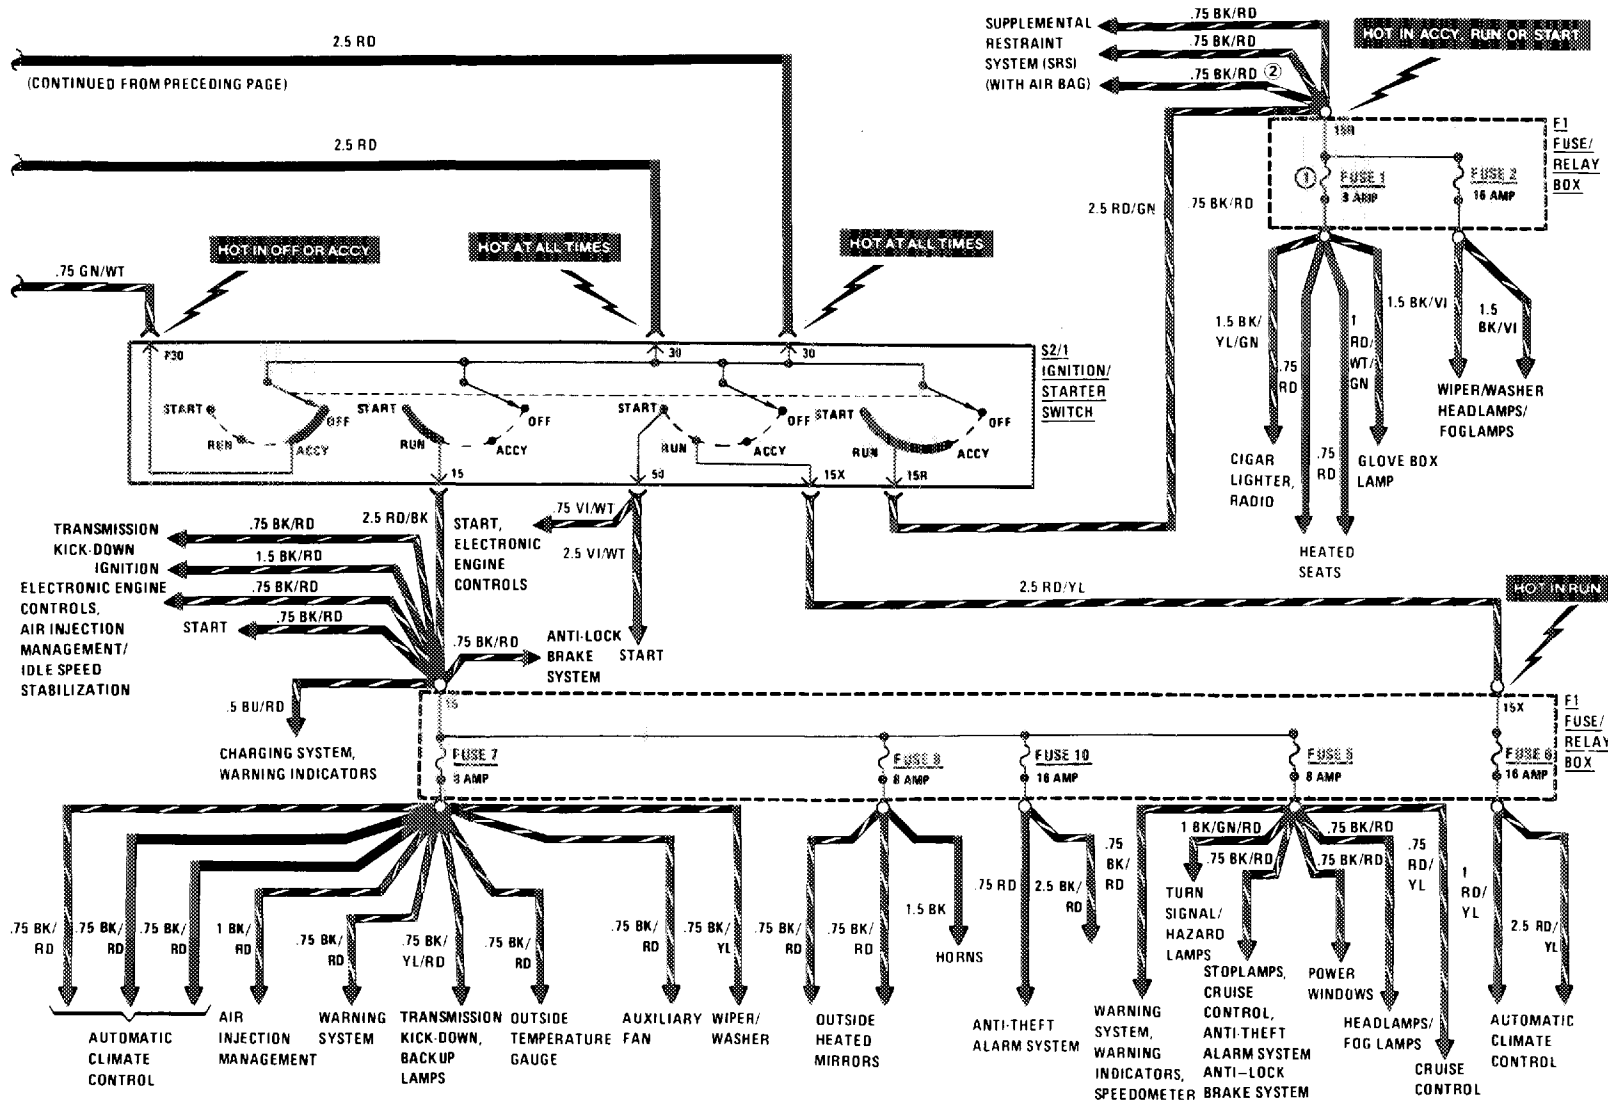 2.5 RD
(CONTINUED FROM PRECEDING PAGE)
2.5 RD
.75 GN/WT
HOT IN OFF OR ACCY
HOT AT ALL TIMES
HOT AT ALL TIMES
SUPPLEMENTAL
RESTRAINT
SYSTEM (SRS)
(WITH AIR BAG)
.75 BK/RD
.75 BK/RD
.75 BK/RD ②
HOT IN ACCY RUN OR START
15R
F1
FUSE/
RELAY
BOX
① FUSE 1
8 AMP
FUSE 2
16 AMP
2.5 RD/GN
.75 BK/RD
1.5 BK/
YL/GN
.75
RD
1
RD/
WT/
GN
.75
RD
1.5 BK/VI
1.5
BK/VI
CIGAR
LIGHTER,
RADIO
HEATED
SEATS
GLOVE BOX
LAMP
WIPER/WASHER
HEADLAMPS/
FOGLAMPS
P30
30
30
S2/1
IGNITION/
STARTER
SWITCH
START
RUN
ACCY
OFF
START
RUN
ACCY
OFF
START
RUN
ACCY
OFF
START
RUN
ACCY
OFF
15
50
15X
15R
TRANSMISSION
KICK-DOWN
IGNITION
ELECTRONIC ENGINE
CONTROLS,
AIR INJECTION
MANAGEMENT/
IDLE SPEED
STABILIZATION
START
.75 BK/RD
1.5 BK/RD
.75 BK/RD
.75 BK/RD
2.5 RD/BK
START,
ELECTRONIC
ENGINE
CONTROLS
.75 VI/WT
2.5 VI/WT
START
.75 BK/RD
ANTI-LOCK
BRAKE
SYSTEM
.5 BU/RD
CHARGING SYSTEM,
WARNING INDICATORS
2.5 RD/YL
HOT IN RUN
15
15X
F1
FUSE/
RELAY
BOX
FUSE 7
8 AMP
FUSE 8
8 AMP
FUSE 10
16 AMP
FUSE 5
8 AMP
FUSE 6
16 AMP
.75 BK/
RD
.75 BK/
RD
.75 BK/
RD
1 BK/
RD
.75 BK/
RD
.75 BK/
YL/RD
.75 BK/
RD
.75 BK/
RD
.75 BK/
YL
.75 BK/
RD
.75 BK/
RD
1.5 BK
.75 RD
2.5 BK/
RD
.75
BK/
RD
1 BK/GN/RD
.75 BK/RD
.75 BK/RD
.75 BK/RD
.75
RD/
YL
1
RD/
YL
2.5 RD/
YL
AUTOMATIC
CLIMATE
CONTROL
AIR
INJECTION
MANAGEMENT
WARNING
SYSTEM
TRANSMISSION
KICK-DOWN,
BACKUP
LAMPS
OUTSIDE
TEMPERATURE
GAUGE
AUXILIARY
FAN
WIPER/
WASHER
OUTSIDE
HEATED
MIRRORS
HORNS
ANTI-THEFT
ALARM SYSTEM
WARNING
SYSTEM,
WARNING
INDICATORS,
SPEEDOMETER
TURN
SIGNAL/
HAZARD
LAMPS
STOPLAMPS,
CRUISE
CONTROL,
ANTI-THEFT
ALARM SYSTEM
ANTI–LOCK
BRAKE SYSTEM
POWER
WINDOWS
HEADLAMPS/
FOG LAMPS
CRUISE
CONTROL
AUTOMATIC
CLIMATE
CONTROL